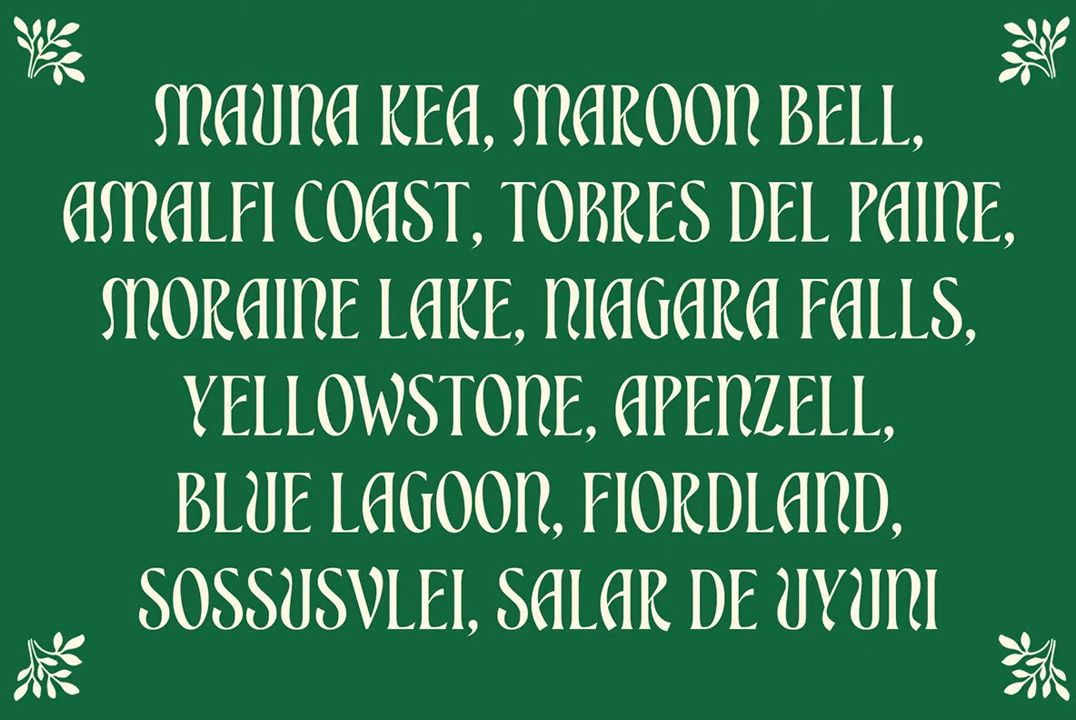 MAUNA KEA, MAROON BELL,
AMALFI COAST, TORRES DEL PAINE,
MORAINE LAKE, NIAGARA FALLS,
YELLOWSTONE, APENZELL,
BLUE LAGOON, FIORDLAND,
SOSSUSVLEI, SALAR DE UYUNI